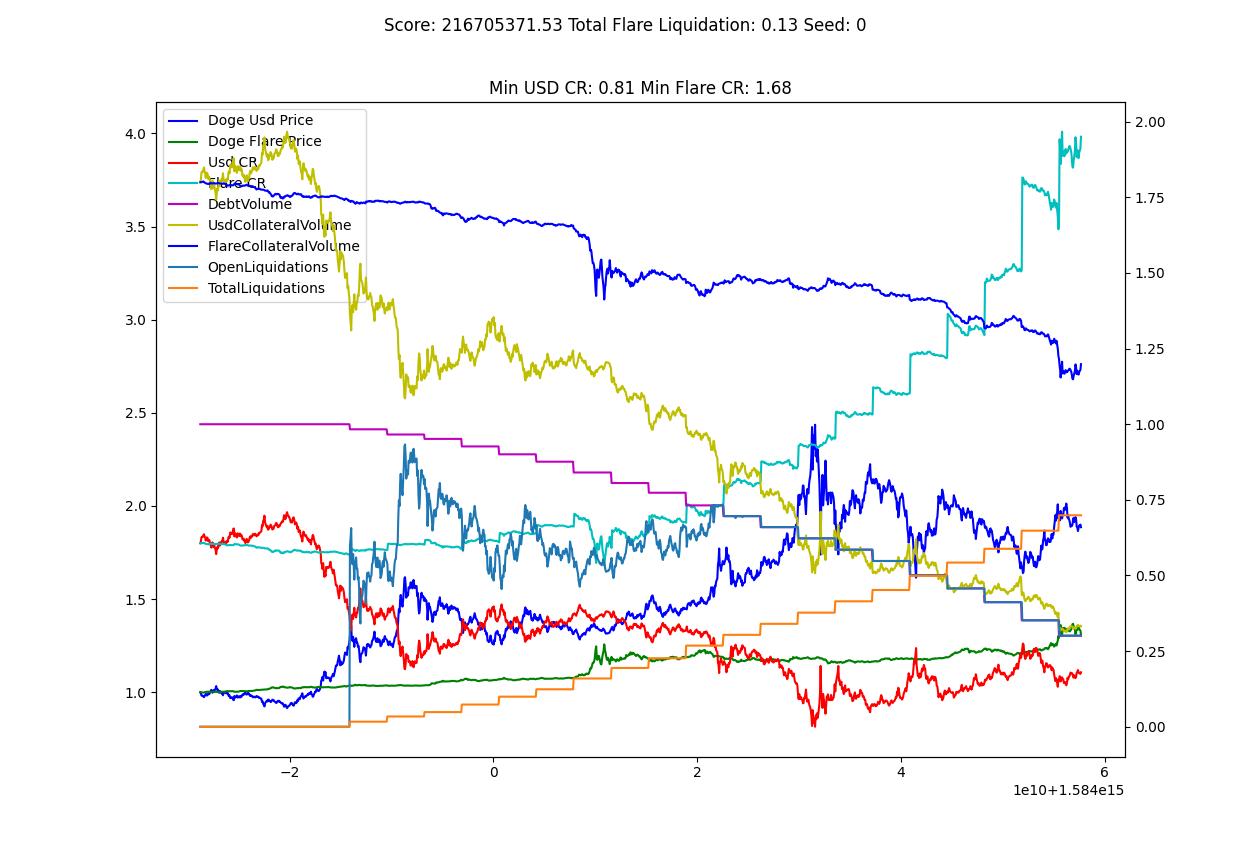 Score: 216705371.53 Total Flare Liquidation: 0.13 Seed: 0
Min USD CR: 0.81 Min Flare CR: 1.68
Doge Usd Price
Doge Flare Price
Usd CR
Flare CR
DebtVolume
UsdCollateralVolume
FlareCollateralVolume
OpenLiquidations
TotalLiquidations
4.0
3.5
3.0
2.5
2.0
1.5
1.0
2.00
1.75
1.50
1.25
1.00
0.75
0.50
0.25
0.00
−2 0 2 4 6
1e10+1.584e15